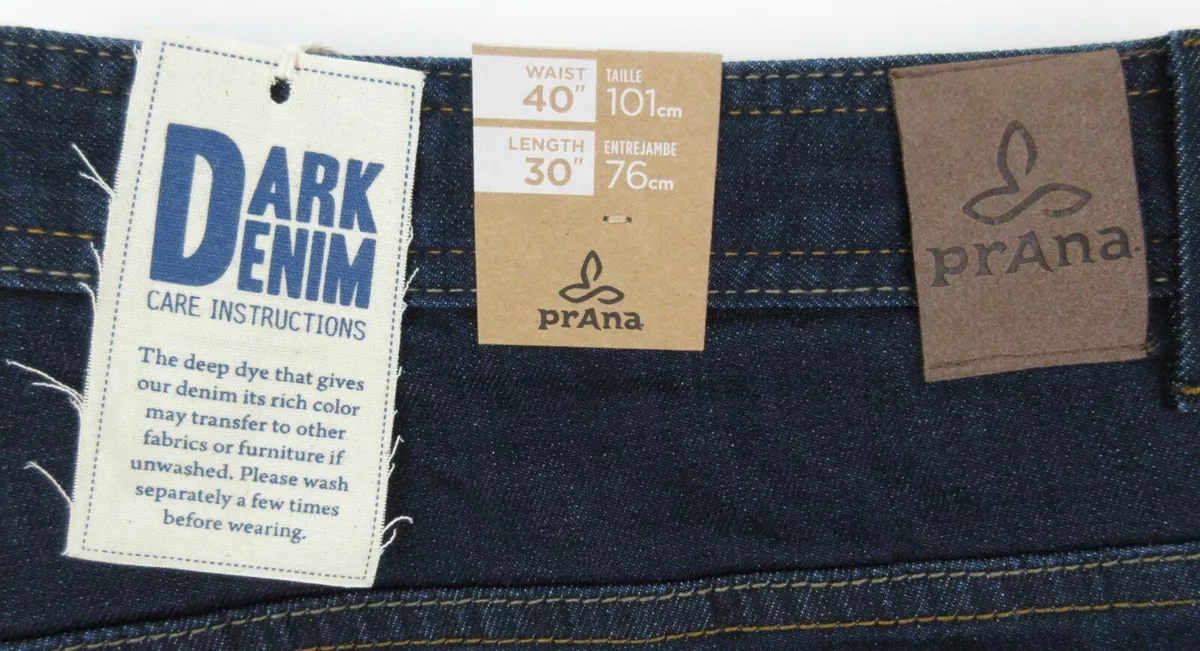 DARK
DENIM
CARE INSTRUCTIONS
The deep dye that gives
our denim its rich color
may transfer to other
fabrics or furniture if
unwashed. Please wash
separately a few times
before wearing.
WAIST
40"
TAILLE
101cm
LENGTH
30"
ENTREJAMBE
76cm
prAna
prAna